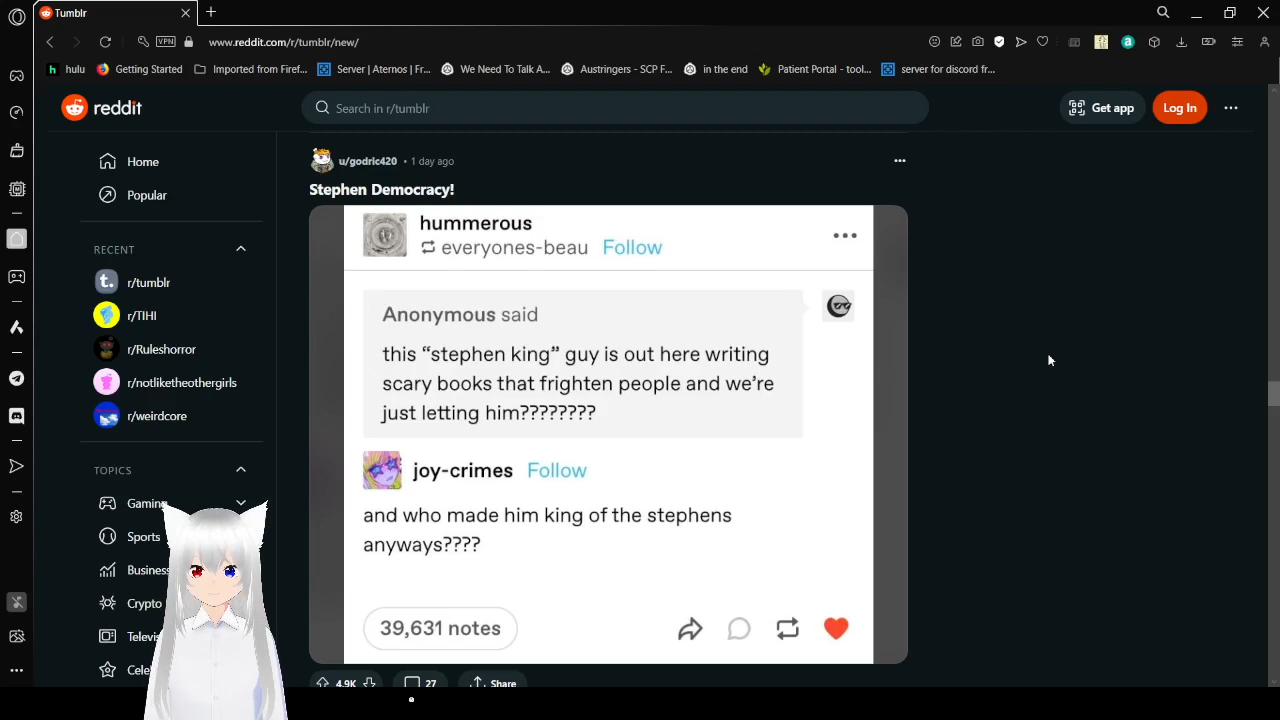 Tumblr
VPN
www.reddit.com/r/tumblr/new/
hulu
Getting Started
Imported from Firef...
Server | Aternos | Fr...
We Need To Talk A...
Austringers - SCP F...
in the end
Patient Portal - tool...
server for discord fr...
reddit
Search in r/tumblr
Get app
Log In
Home
Popular
RECENT
r/tumblr
r/TIHI
r/Ruleshorror
r/notliketheothergirls
r/weirdcore
TOPICS
Gaming
Sports
Business
Crypto
Televi
Cele
u/godric420 • 1 day ago
Stephen Democracy!
hummerous
everyones-beau Follow
Anonymous said
this “stephen king” guy is out here writing
scary books that frighten people and we’re
just letting him????????
joy-crimes Follow
and who made him king of the stephens
anyways????
39,631 notes
4.9K
27
Share